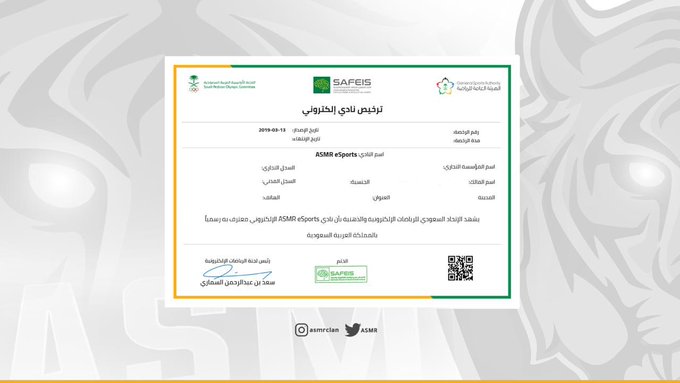 اللجنة الأولمبية العربية السعودية
Saudi Arabian Olympic Committee
SAFEIS
General Sports Authority
الهيئة العامة للرياضة
ترخيص نادي إلكتروني
رقم الرخصة:
تاريخ الإصدار: 2019-03-13
مدة الرخصة:
تاريخ الإنتهاء:
اسم النادي: ASMR eSports
اسم المؤسسة التجاري:
السجل التجاري:
اسم المالك:
الجنسية:
السجل المدني:
المدينة
العنوان:
الهاتف:
يشهد الإتحاد السعودي للرياضات الإلكترونية والذهنية بأن نادي ASMR eSports الإلكتروني معترف به رسمياً
بالمملكة العربية السعودية
الختم
رئيس لجنة الرياضات الإلكترونية
SAFEIS
سعد بن عبدالرحمن السماري
asmrclan
ASMR
ASMR